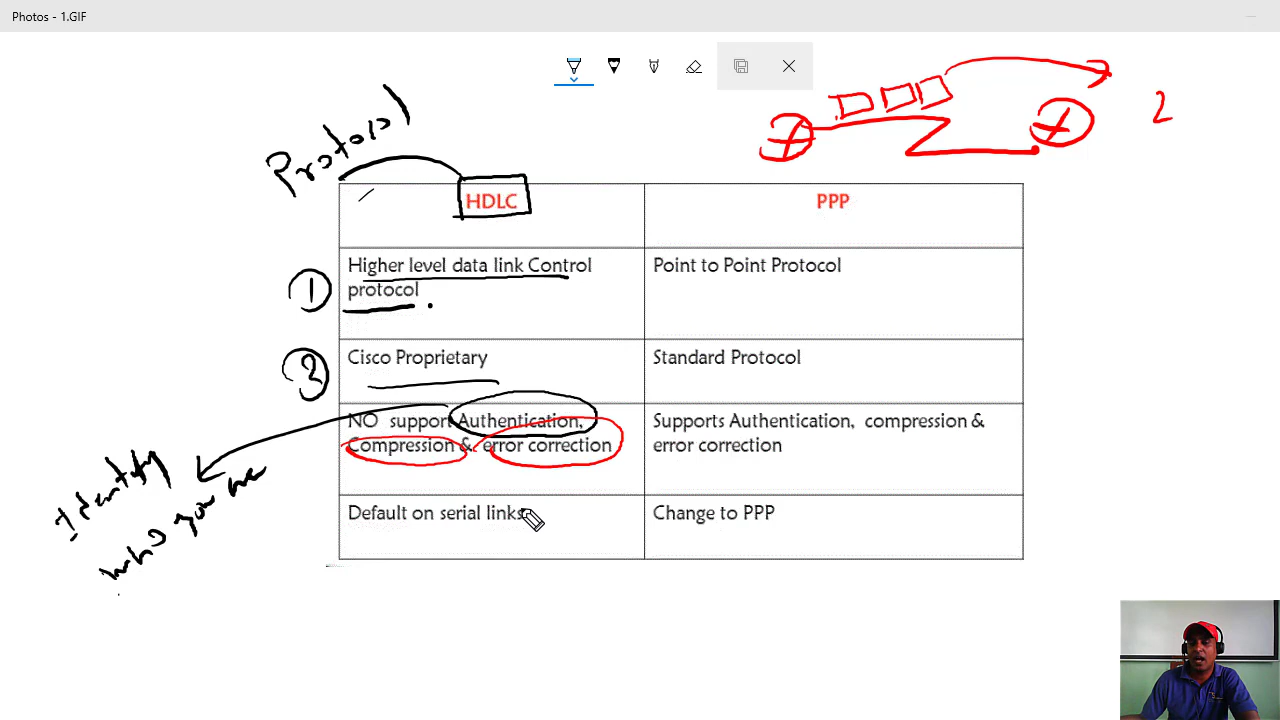 Photos - 1.GIF
2
Protocol
HDLC
PPP
1
Higher level data link Control
protocol
Point to Point Protocol
2
Cisco Proprietary
Standard Protocol
NO support Authentication,
Compression & error correction
Supports Authentication, compression &
error correction
Identify
who you are
Default on serial links
Change to PPP